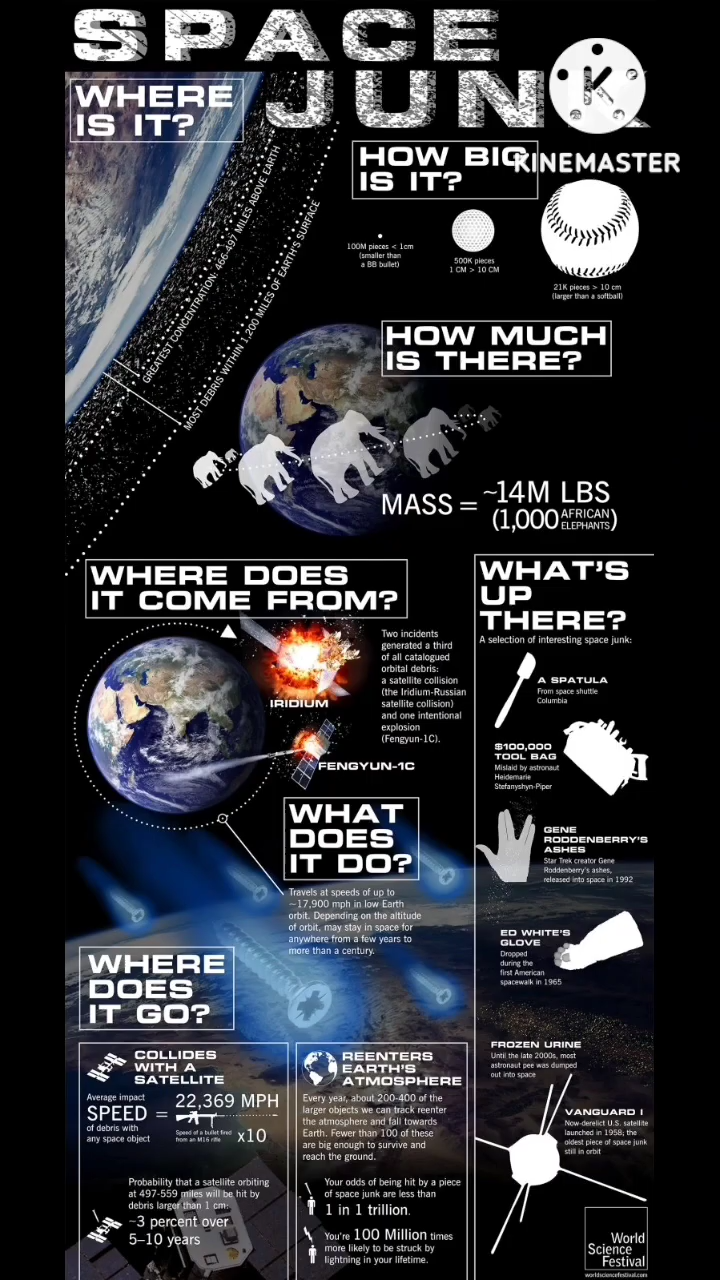 SPACE
JUNK
KINEMASTER
WHERE
IS IT?
GREATEST CONCENTRATION: 466-497 MILES ABOVE EARTH
MOST DEBRIS WITHIN 1,200 MILES OF EARTH'S SURFACE
HOW BIG
IS IT?
100M pieces < 1cm
(smaller than
a BB bullet)
500K pieces
1 CM > 10 CM
21K pieces > 10 cm
(larger than a softball)
HOW MUCH
IS THERE?
MASS = ~14M LBS
(1,000 AFRICAN
ELEPHANTS)
WHERE DOES
IT COME FROM?
IRIDIUM
FENGYUN-1C
Two incidents
generated a third
of all catalogued
orbital debris:
a satellite collision
(the Iridium-Russian
satellite collision)
and one intentional
explosion
(Fengyun-1C).
WHAT
DOES
IT DO?
Travels at speeds of up to
~17,900 mph in low Earth
orbit. Depending on the altitude
of orbit, may stay in space for
anywhere from a few years to
more than a century.
WHERE
DOES
IT GO?
COLLIDES
WITH A
SATELLITE
Average impact
SPEED
of debris with
any space object
= 22,369 MPH
Speed of a bullet fired
from an M16 rifle
x10
Probability that a satellite orbiting
at 497-559 miles will be hit by
debris larger than 1 cm:
~3 percent over
5–10 years
REENTERS
EARTH'S
ATMOSPHERE
Every year, about 200-400 of the
larger objects we can track reenter
the atmosphere and fall towards
Earth. Fewer than 100 of these
are big enough to survive and
reach the ground.
Your odds of being hit by a piece
of space junk are less than
1 in 1 trillion.
You're 100 Million times
more likely to be struck by
lightning in your lifetime.
WHAT'S
UP
THERE?
A selection of interesting space junk:
A SPATULA
From space shuttle
Columbia
$100,000
TOOL BAG
Mislaid by astronaut
Heidemarie
Stefanyshyn-Piper
GENE
RODDENBERRY'S
ASHES
Star Trek creator Gene
Roddenberry's ashes,
released into space in 1992
ED WHITE'S
GLOVE
Dropped
during the
first American
spacewalk in 1965
FROZEN URINE
Until the late 2000s, most
astronaut pee was dumped
out into space
VANGUARD I
Now-derelict U.S. satellite
launched in 1958; the
oldest piece of space junk
still in orbit
World
Science
Festival
worldsciencefestival.com